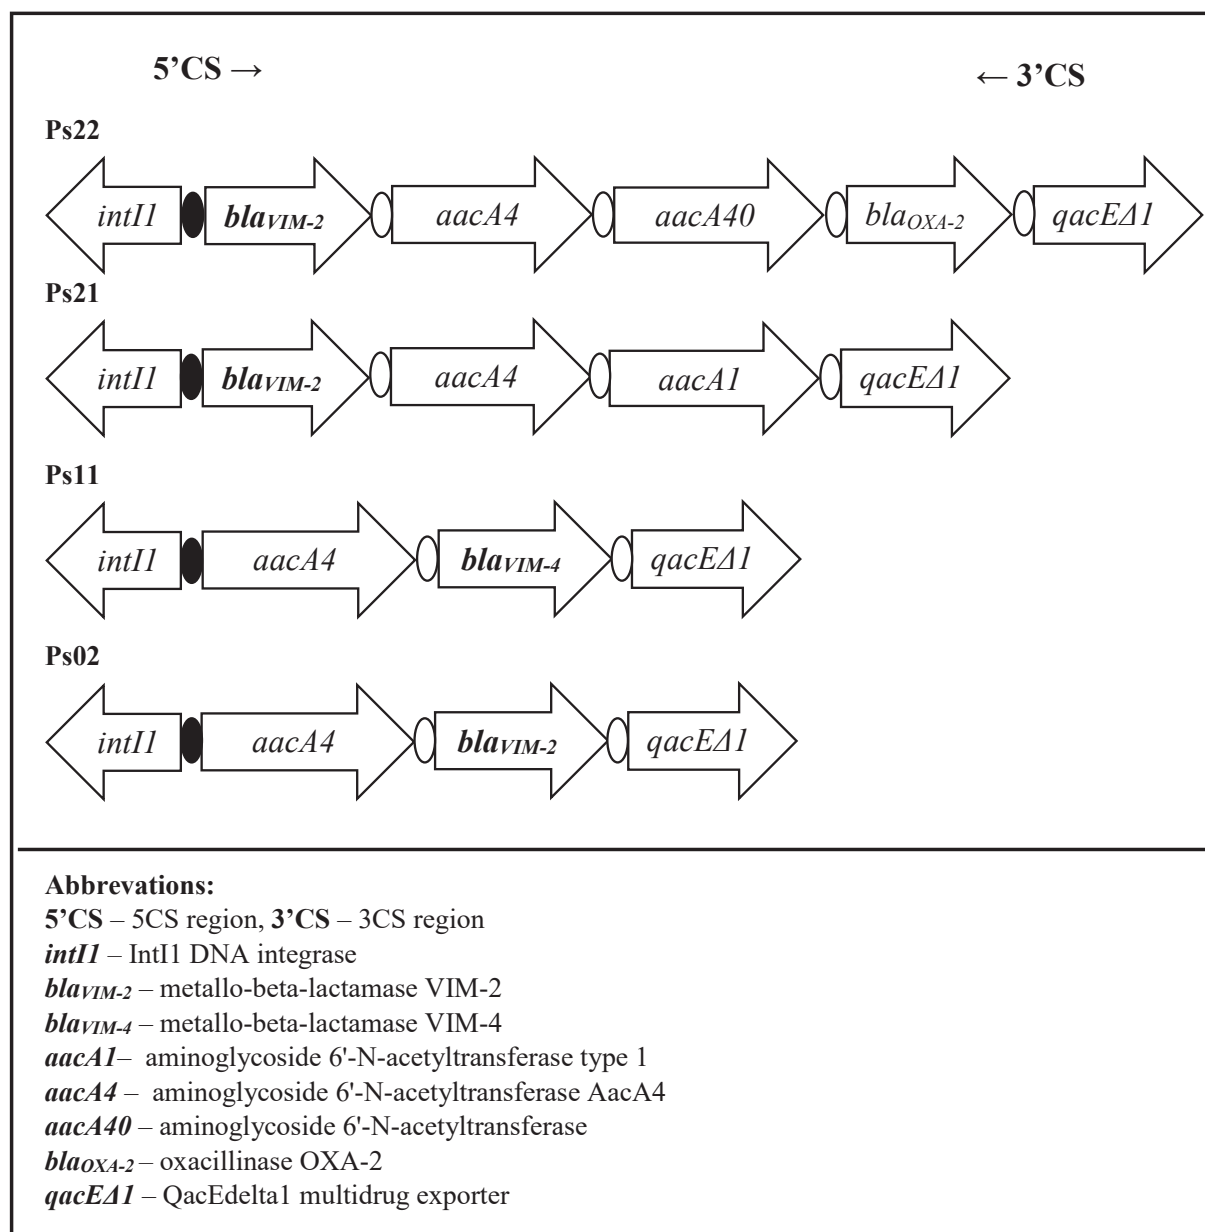 5’CS → ← 3’CS
Ps22
intI1 blaVIM-2 aacA4 aacA40 blaOXA-2 qacEΔ1
Ps21
intI1 blaVIM-2 aacA4 aacA1 qacEΔ1
Ps11
intI1 aacA4 blaVIM-4 qacEΔ1
Ps02
intI1 aacA4 blaVIM-2 qacEΔ1
Abbrevations:
5’CS – 5CS region, 3’CS – 3CS region
intI1 – IntI1 DNA integrase
blaVIM-2 – metallo-beta-lactamase VIM-2
blaVIM-4 – metallo-beta-lactamase VIM-4
aacA1– aminoglycoside 6'-N-acetyltransferase type 1
aacA4 – aminoglycoside 6'-N-acetyltransferase AacA4
aacA40 – aminoglycoside 6'-N-acetyltransferase
blaOXA-2 – oxacillinase OXA-2
qacEΔ1 – QacEdelta1 multidrug exporter